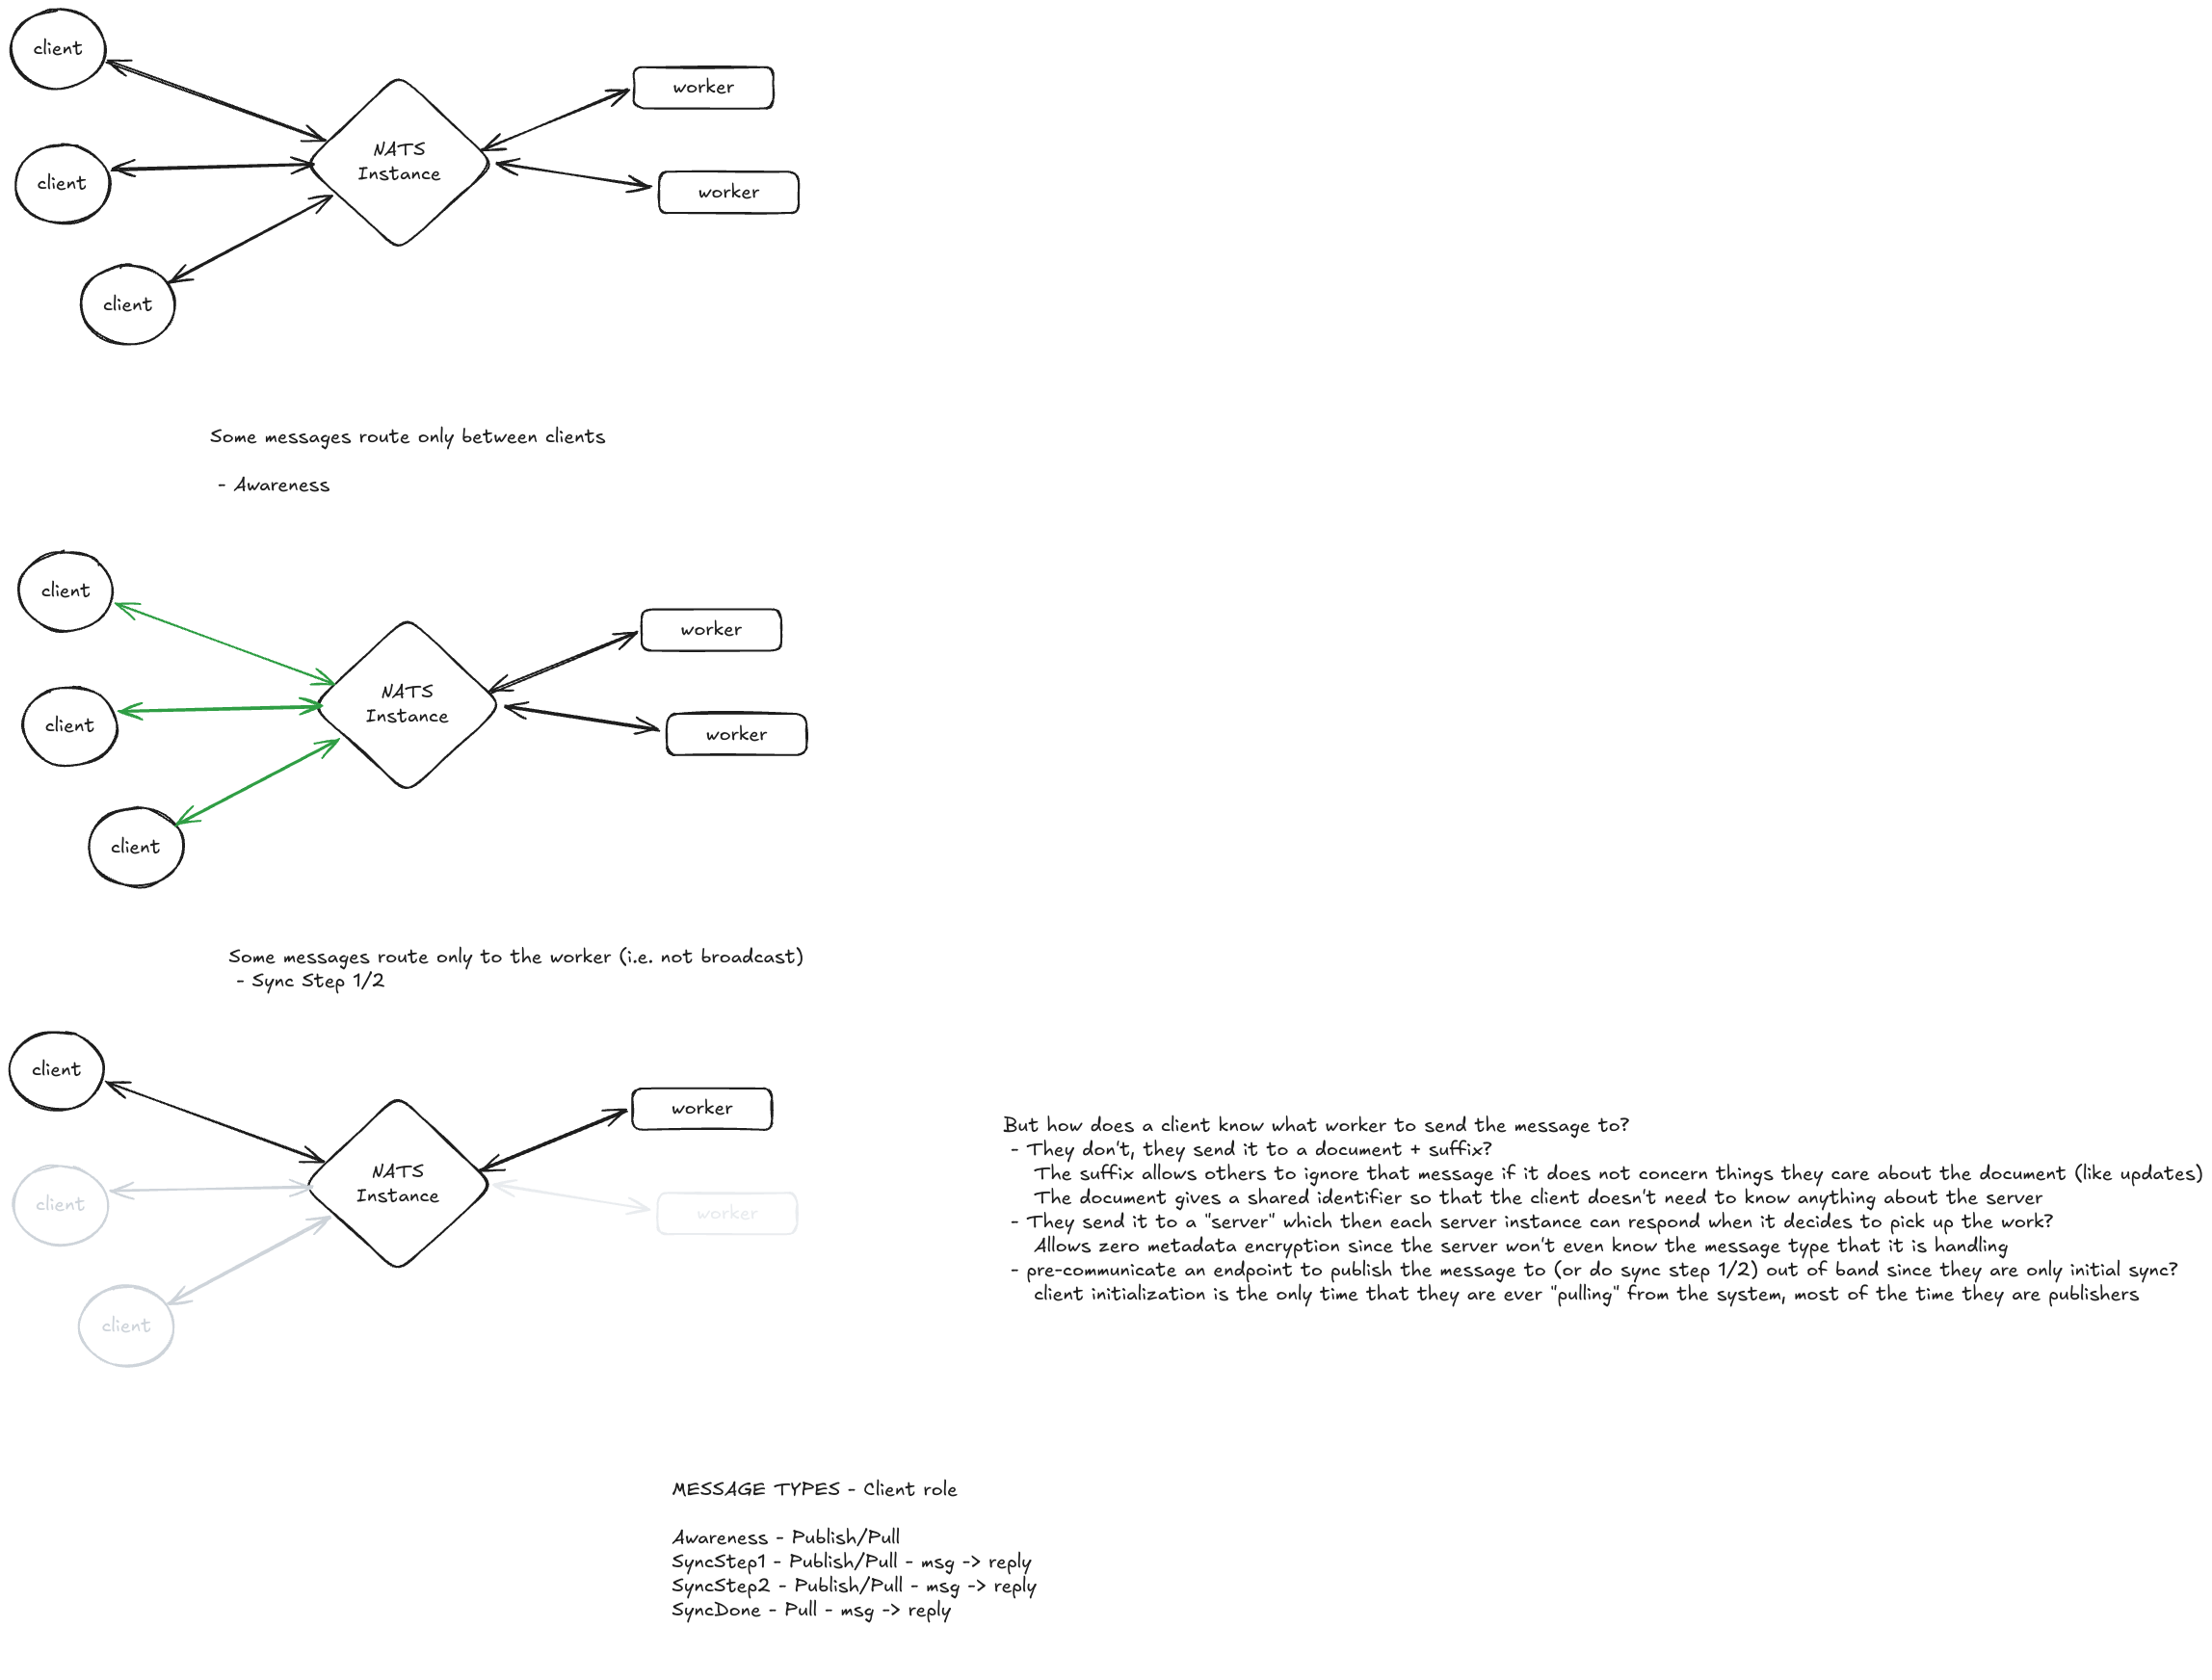 client
client
client
NATS
Instance
worker
worker
Some messages route only between clients
- Awareness
client
client
client
NATS
Instance
worker
worker
Some messages route only to the worker (i.e. not broadcast)
- Sync Step 1/2
client
client
client
NATS
Instance
worker
worker
But how does a client know what worker to send the message to?
- They don't, they send it to a document + suffix?
The suffix allows others to ignore that message if it does not concern things they care about the document (like updates)
The document gives a shared identifier so that the client doesn't need to know anything about the server
- They send it to a "server" which then each server instance can respond when it decides to pick up the work?
Allows zero metadata encryption since the server won't even know the message type that it is handling
- pre-communicate an endpoint to publish the message to (or do sync step 1/2) out of band since they are only initial sync?
client initialization is the only time that they are ever "pulling" from the system, most of the time they are publishers
MESSAGE TYPES - Client role
Awareness - Publish/Pull
SyncStep1 - Publish/Pull - msg -> reply
SyncStep2 - Publish/Pull - msg -> reply
SyncDone - Pull - msg -> reply